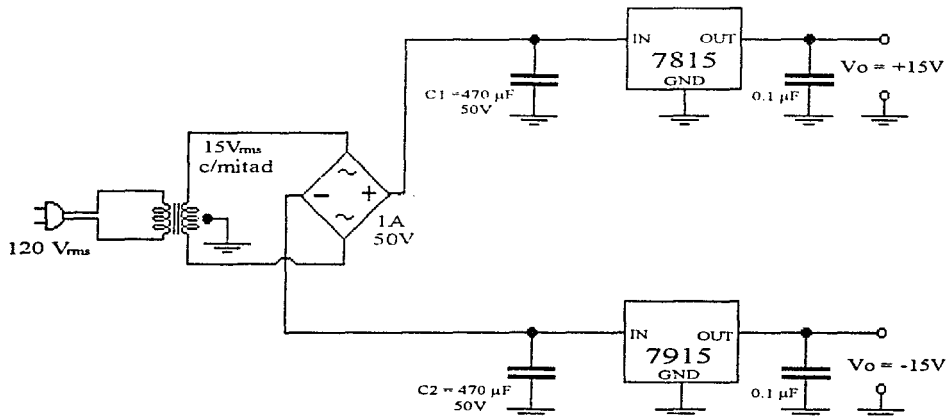 IN
OUT
7815
GND
C1 = 470 µF
50V
0.1 µF
Vo = +15V
15Vrms
c/mitad
~
-
+
~
1A
50V
120 Vrms
IN
OUT
7915
GND
C2 = 470 µF
50V
0.1 µF
Vo = -15V